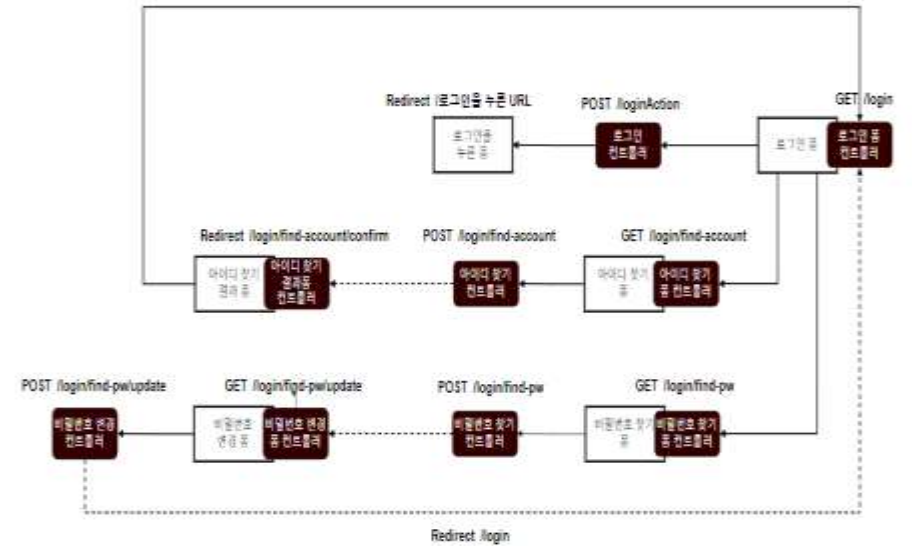 Redirect /로그인을 누른 URL
POST /loginAction
GET /login
로그인을
누른 폼
로그인
컨트롤러
로그인 폼
로그인 폼
컨트롤러
Redirect /login/find-account/confirm
POST /login/find-account
GET /login/find-account
아이디 찾기
결과 폼
아이디 찾기
결과폼
컨트롤러
아이디 찾기
컨트롤러
아이디 찾기
폼
아이디 찾기
폼 컨트롤러
POST /login/find-pw/update
GET /login/find-pw/update
POST /login/find-pw
GET /login/find-pw
비밀번호 변경
컨트롤러
비밀번호
변경 폼
비밀번호 변경
폼 컨트롤러
비밀번호 찾기
컨트롤러
비밀번호 찾기
폼
비밀번호 찾기
폼 컨트롤러
Redirect /login